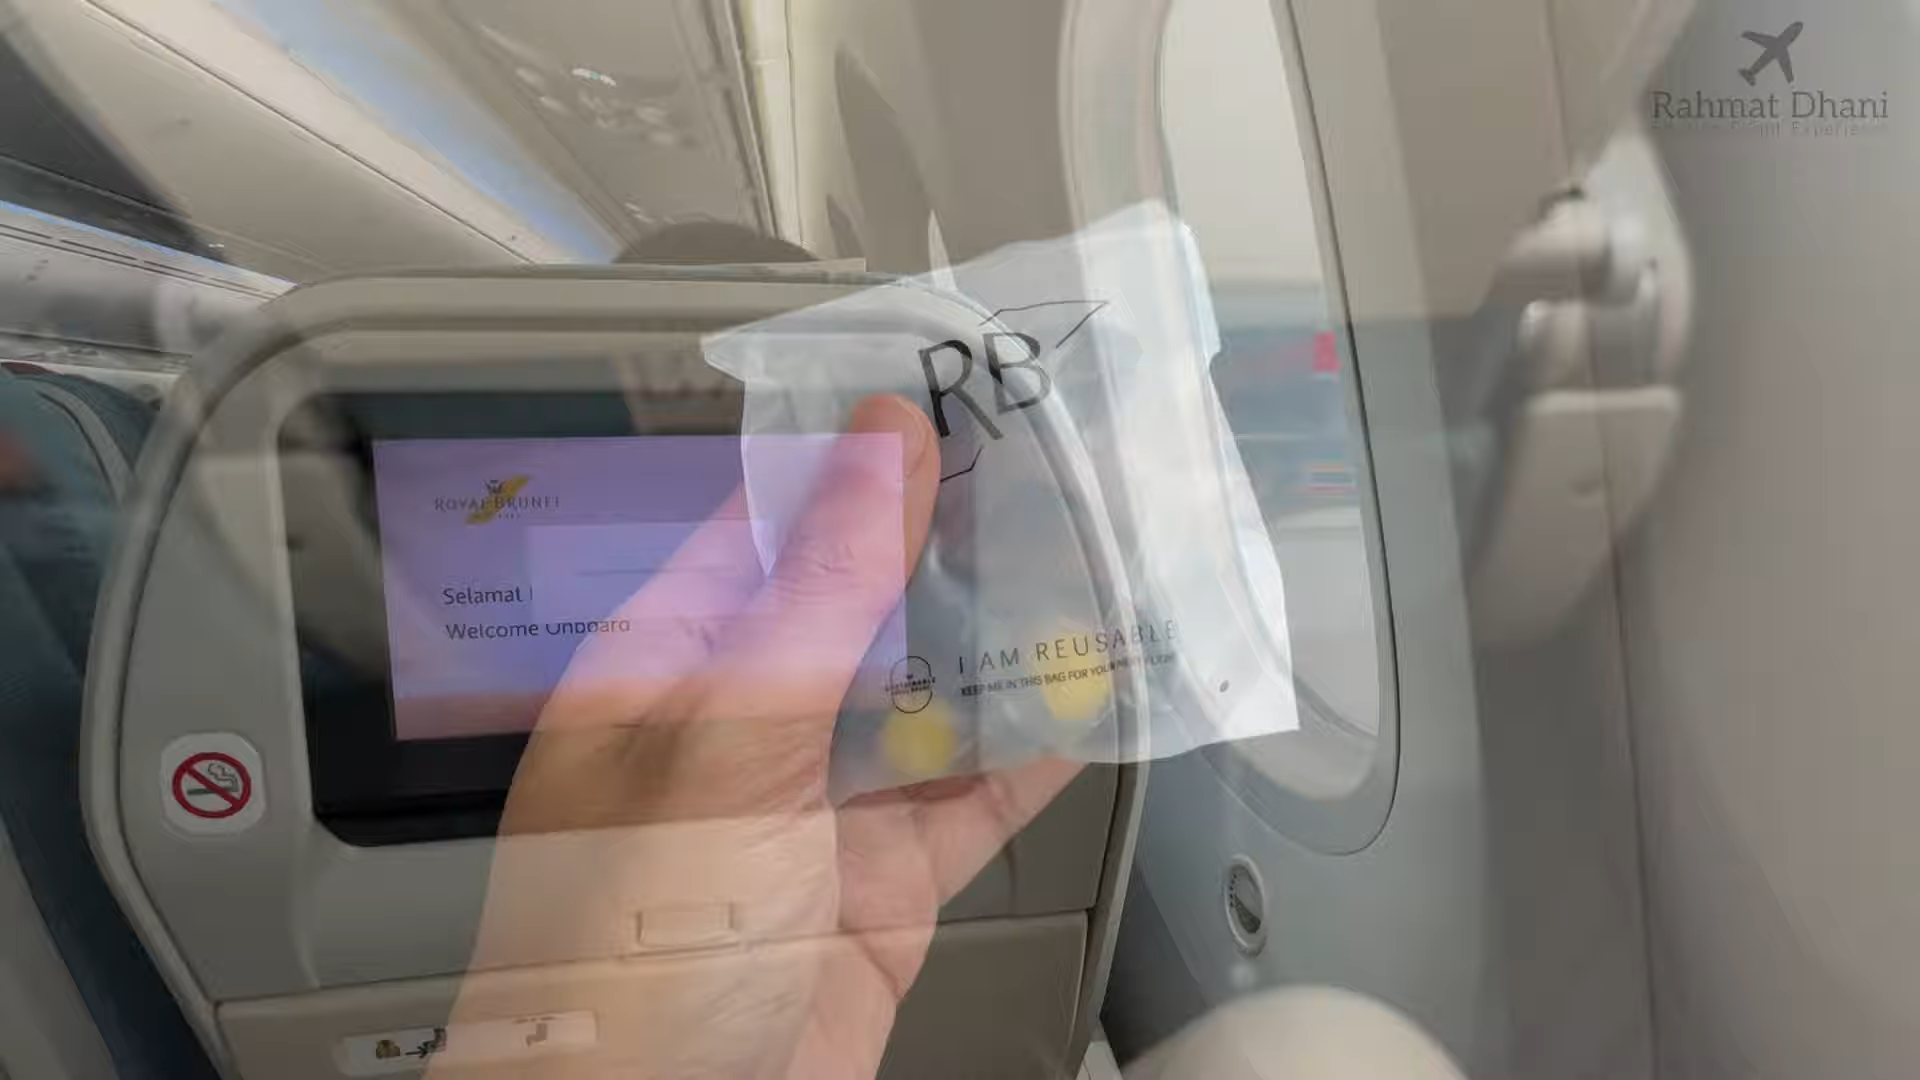 Rahmat Dhani
RB
ROYAL BRUNEI
Selamat
Welcome Onboard
I AM REUSABLE
KEEP ME IN THIS BAG FOR YOUR NEXT FLIGHT